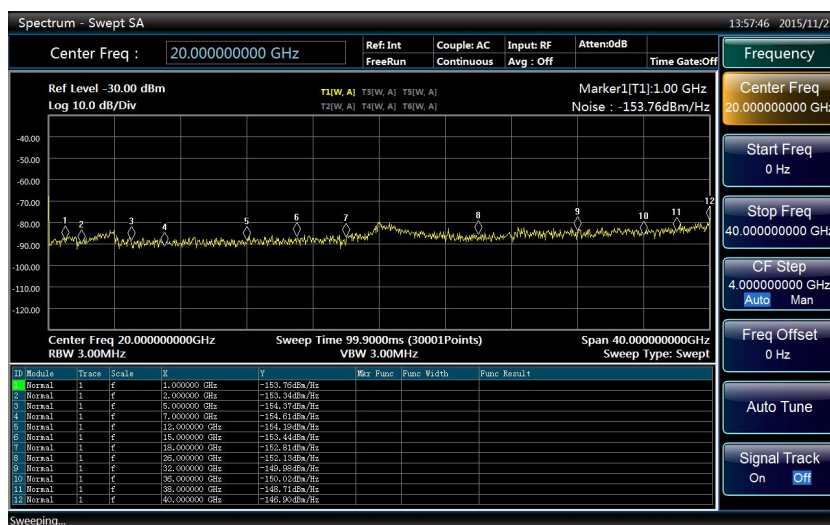 Spectrum - Swept SA 13:57:46 2015/11/2
Center Freq : 20.000000000 GHz
Ref: Int Couple: AC Input: RF Atten:0dB
FreeRun Continuous Avg : Off Time Gate:Off
Frequency
Ref Level -30.00 dBm T1[W, A] T3[W, A] T5[W, A] Marker1[T1]:1.00 GHz
Log 10.0 dB/Div T2[W, A] T4[W, A] T6[W, A] Noise : -153.76dBm/Hz
-40.00
-50.00
-60.00
-70.00
-80.00
-90.00
-100.00
-110.00
-120.00
1 2 3 4 5 6 7 8 9 10 11 12
Center Freq 20.000000000GHz Sweep Time 99.9000ms (30001Points) Span 40.000000000GHz
RBW 3.00MHz VBW 3.00MHz Sweep Type: Swept
ID Module Trace Scale X Y Mkr Func Func Width Func Result
1 Normal 1 f 1.000000 GHz -153.76dBm/Hz
2 Normal 1 f 2.000000 GHz -153.34dBm/Hz
3 Normal 1 f 5.000000 GHz -154.37dBm/Hz
4 Normal 1 f 7.000000 GHz -154.61dBm/Hz
5 Normal 1 f 12.000000 GHz -154.19dBm/Hz
6 Normal 1 f 15.000000 GHz -153.44dBm/Hz
7 Normal 1 f 18.000000 GHz -152.81dBm/Hz
8 Normal 1 f 26.000000 GHz -152.13dBm/Hz
9 Normal 1 f 32.000000 GHz -149.98dBm/Hz
10 Normal 1 f 36.000000 GHz -150.02dBm/Hz
11 Normal 1 f 38.000000 GHz -148.71dBm/Hz
12 Normal 1 f 40.000000 GHz -146.90dBm/Hz
Center Freq
20.000000000 GHz
Start Freq
0 Hz
Stop Freq
40.000000000 GHz
CF Step
4.000000000 GHz
Auto Man
Freq Offset
0 Hz
Auto Tune
Signal Track
On Off
Sweeping...